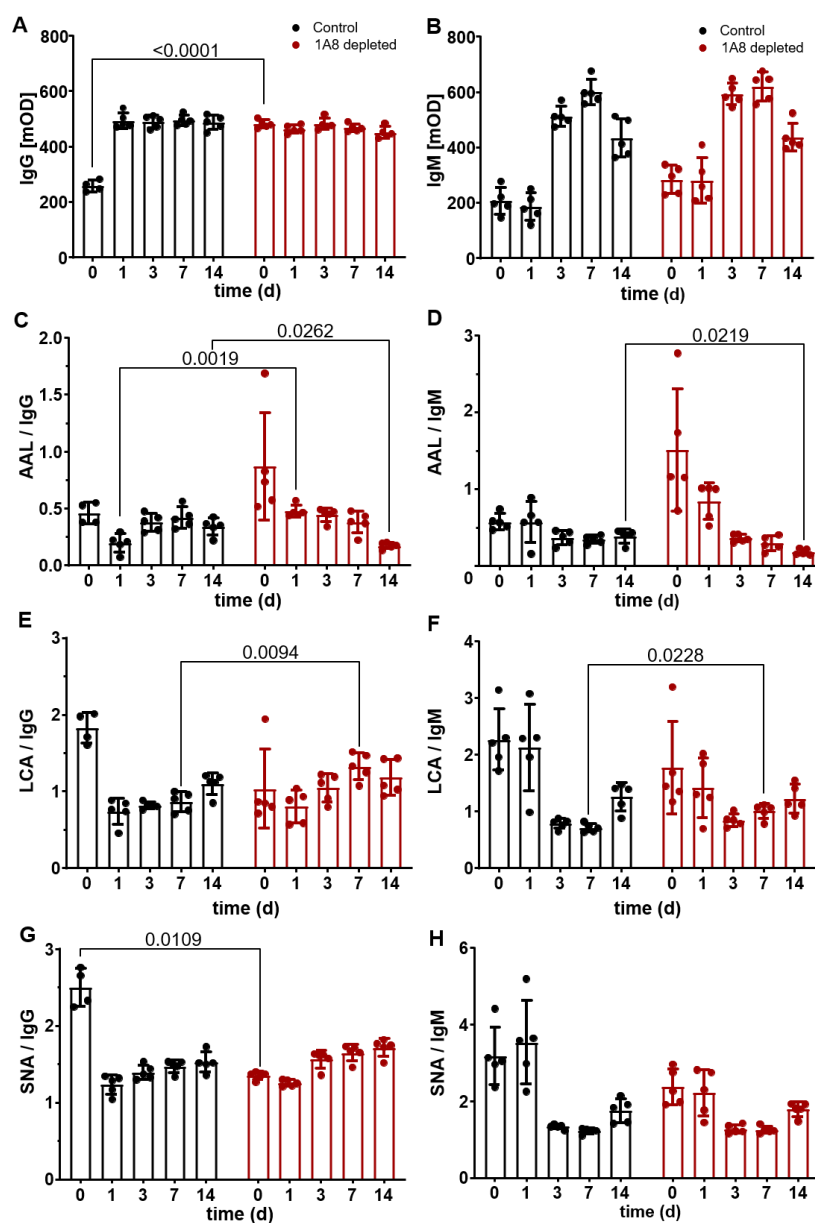 A
Control
1A8 depleted
<0.0001
IgG [mOD]
800
600
400
200
0
0 1 3 7 14 0 1 3 7 14
time (d)
B
Control
1A8 depleted
IgM [mOD]
800
600
400
200
0
0 1 3 7 14 0 1 3 7 14
time (d)
C
0.0262
0.0019
AAL / IgG
2.0
1.5
1.0
0.5
0.0
0 1 3 7 14 0 1 3 7 14
time (d)
D
0.0219
AAL / IgM
3
2
1
0
0 1 3 7 14 0 1 3 7 14
time (d)
E
0.0094
LCA / IgG
3
2
1
0
0 1 3 7 14 0 1 3 7 14
time (d)
F
0.0228
LCA / IgM
4
3
2
1
0
0 1 3 7 14 0 1 3 7 14
time (d)
G
0.0109
SNA / IgG
3
2
1
0
0 1 3 7 14 0 1 3 7 14
time (d)
H
SNA / IgM
6
4
2
0
0 1 3 7 14 0 1 3 7 14
time (d)